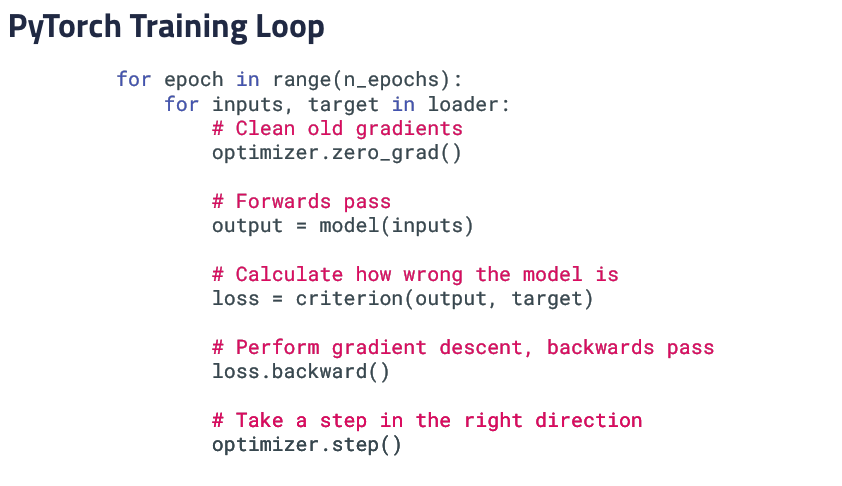 PyTorch Training Loop
for epoch in range(n_epochs):
    for inputs, target in loader:
        # Clean old gradients
        optimizer.zero_grad()

        # Forwards pass
        output = model(inputs)

        # Calculate how wrong the model is
        loss = criterion(output, target)

        # Perform gradient descent, backwards pass
        loss.backward()

        # Take a step in the right direction
        optimizer.step()